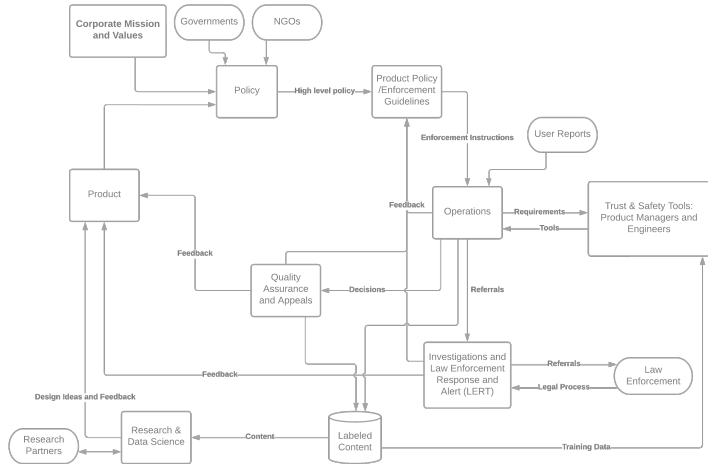 Corporate Mission
and Values
Governments
NGOs
Policy
High level policy
Product Policy
/Enforcement
Guidelines
Enforcement Instructions
User Reports
Product
Feedback
Operations
Requirements
Tools
Trust & Safety Tools:
Product Managers and
Engineers
Feedback
Quality
Assurance
and Appeals
Decisions
Referrals
Investigations and
Law Enforcement
Response and
Alert (LERT)
Referrals
Legal Process
Law
Enforcement
Feedback
Design Ideas and Feedback
Research
Partners
Research &
Data Science
Content
Labeled
Content
Training Data